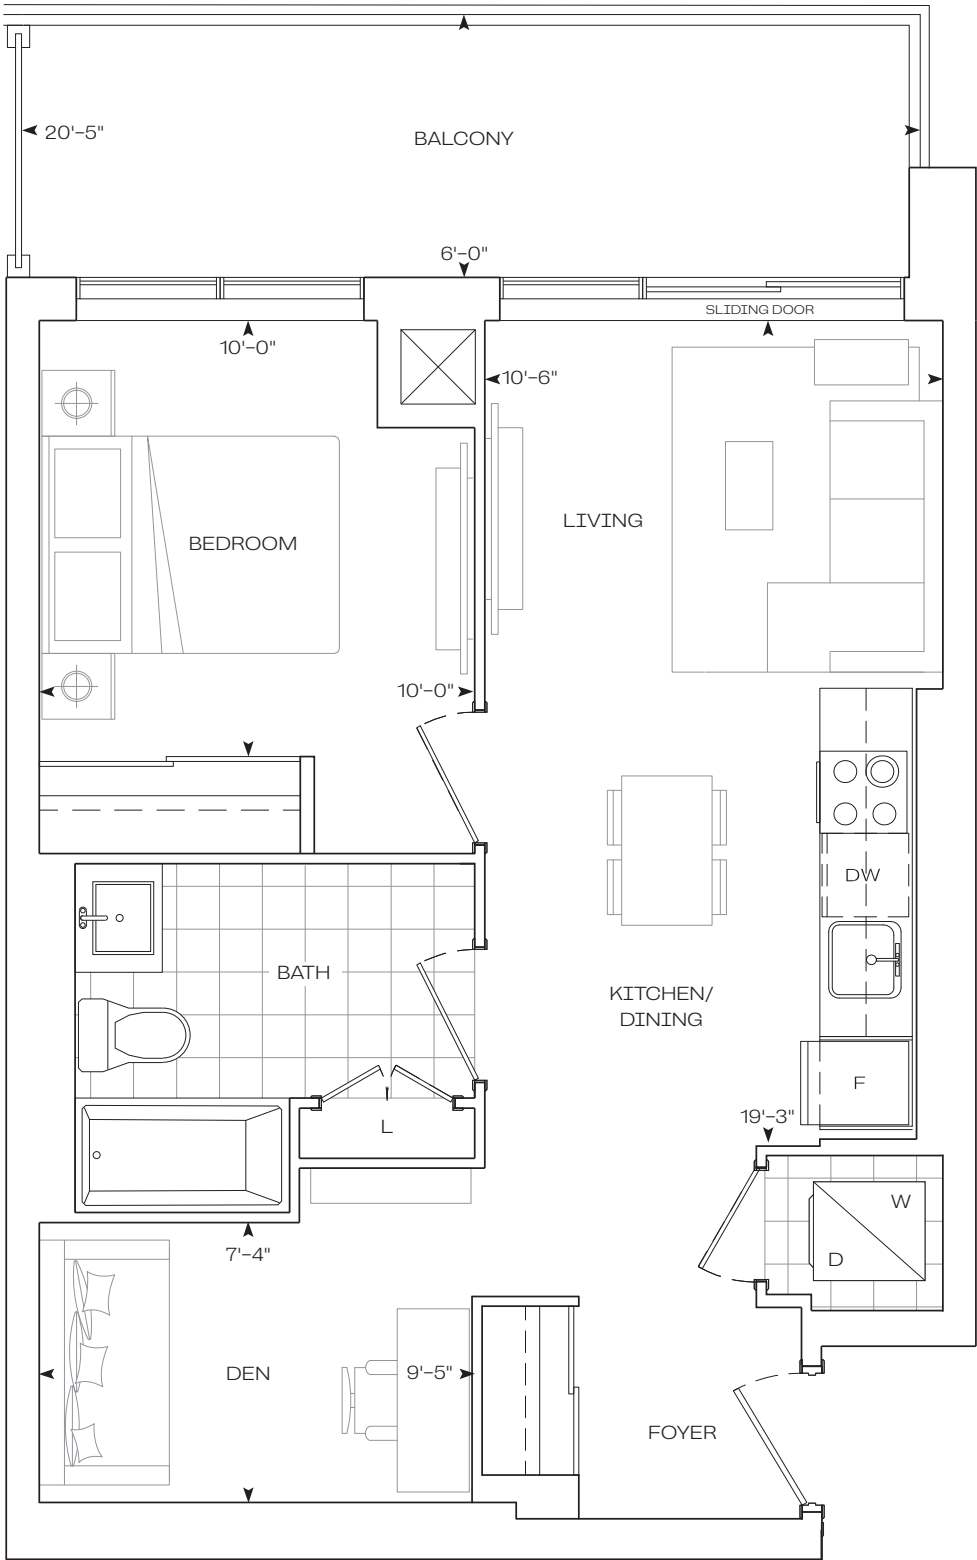 20'-5"
BALCONY
6'-0"
SLIDING DOOR
10'-0"
10'-6"
LIVING
BEDROOM
10'-0"
DW
BATH
KITCHEN/
DINING
F
19'-3"
L
W
D
7'-4"
DEN
9'-5"
FOYER